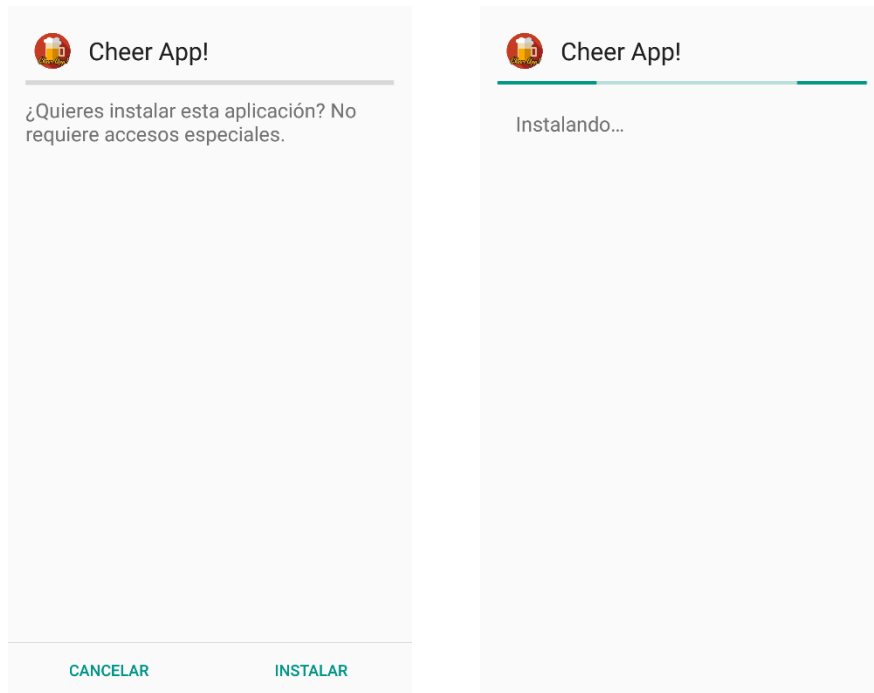 Cheer App!
¿Quieres instalar esta aplicación? No
requiere accesos especiales.
CANCELAR
INSTALAR
Cheer App!
Instalando...